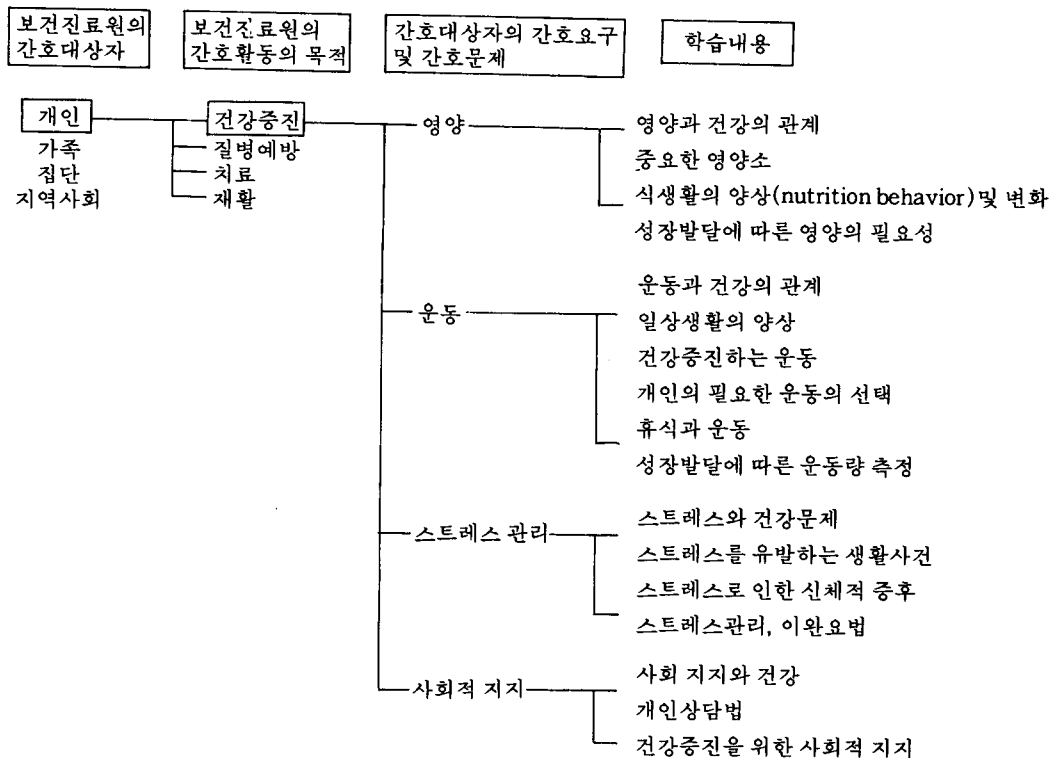 보건진료원의
간호대상자
보건진료원의
간호활동의 목적
간호대상자의 간호요구
및 간호문제
학습내용
개인
가족
집단
지역사회
건강증진
질병예방
치료
재활
영양
영양과 건강의 관계
중요한 영양소
식생활의 양상(nutrition behavior)및 변화
성장발달에 따른 영양의 필요성
운동
운동과 건강의 관계
일상생활의 양상
건강증진하는 운동
개인의 필요한 운동의 선택
휴식과 운동
성장발달에 따른 운동량 측정
스트레스 관리
스트레스와 건강문제
스트레스를 유발하는 생활사건
스트레스로 인한 신체적 증후
스트레스관리, 이완요법
사회적 지지
사회 지지와 건강
개인상담법
건강증진을 위한 사회적 지지